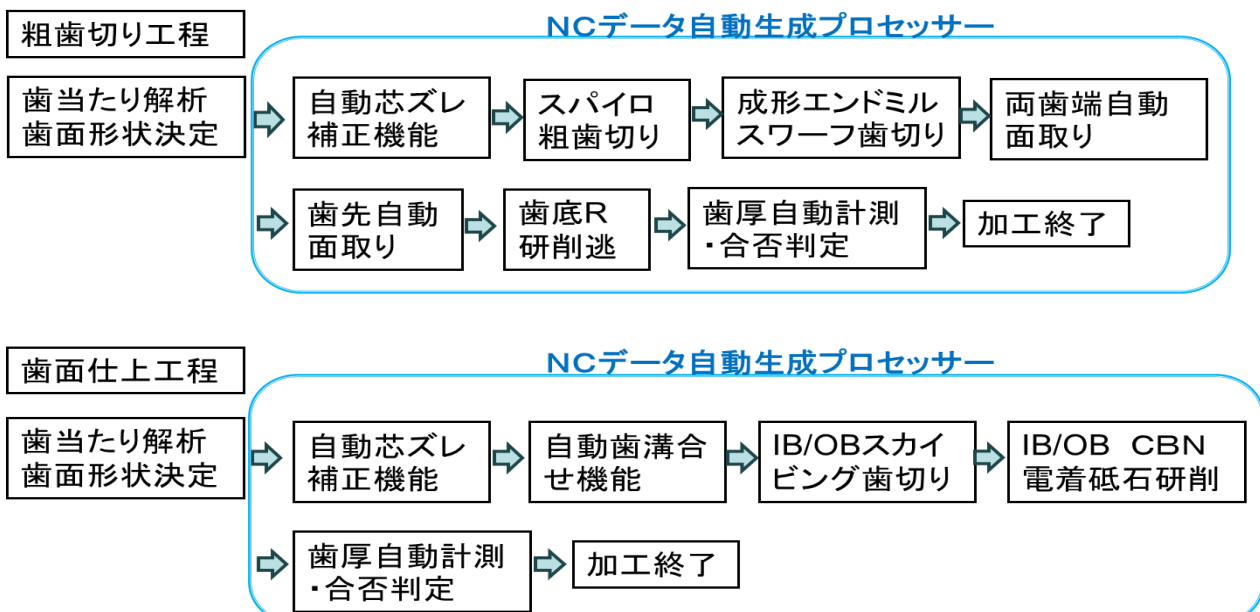 粗歯切り工程
NCデータ自動生成プロセッサー
歯当たり解析
歯面形状決定
自動芯ズレ
補正機能
スパイロ
粗歯切り
成形エンドミル
スワーフ歯切り
両歯端自動
面取り
歯先自動
面取り
歯底R
研削逃
歯厚自動計測
・合否判定
加工終了
歯面仕上工程
NCデータ自動生成プロセッサー
歯当たり解析
歯面形状決定
自動芯ズレ
補正機能
自動歯溝合
せ機能
IB/OBスカイ
ビング歯切り
IB/OB CBN
電着砥石研削
歯厚自動計測
・合否判定
加工終了